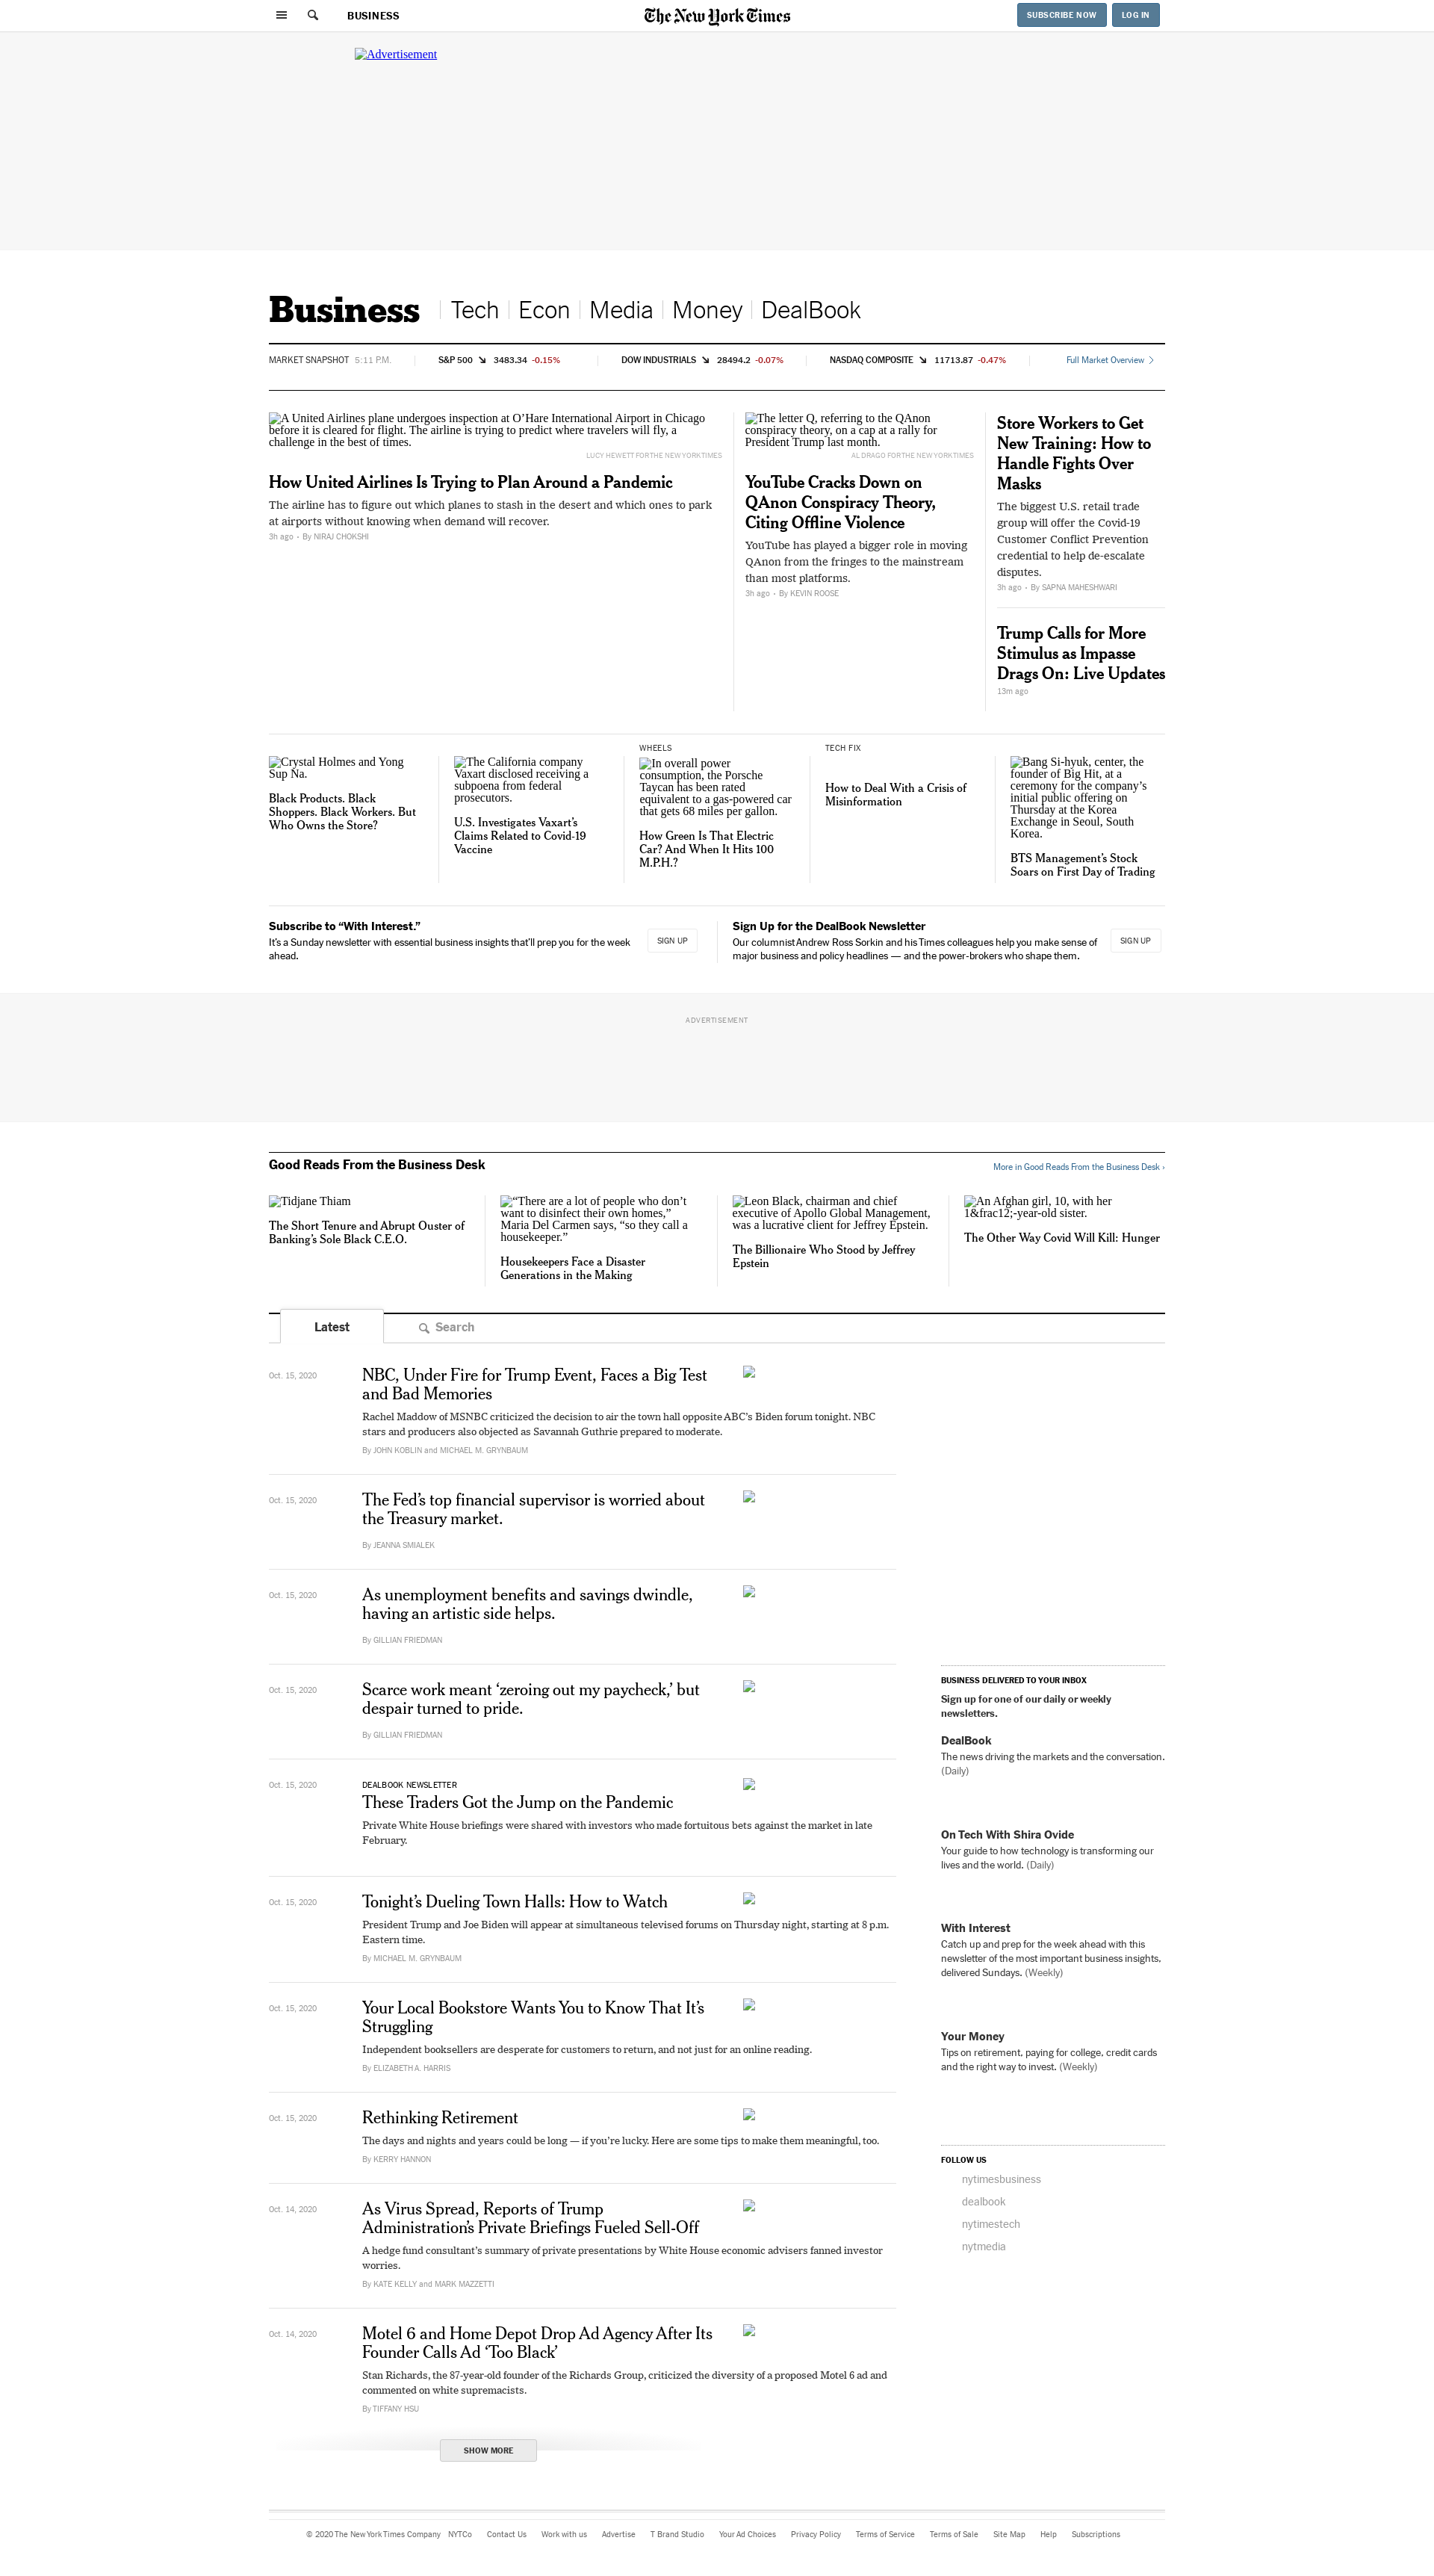 BUSINESS
The New York Times
SUBSCRIBE NOW
LOG IN
Advertisement
Business
Tech
Econ
Media
Money
DealBook
MARKET SNAPSHOT 5:11 P.M.
S&P 500 3483.34 -0.15%
DOW INDUSTRIALS 28494.2 -0.07%
NASDAQ COMPOSITE 11713.87 -0.47%
Full Market Overview
A United Airlines plane undergoes inspection at O’Hare International Airport in Chicago
before it is cleared for flight. The airline is trying to predict where travelers will fly, a
challenge in the best of times.
LUCY HEWETT FOR THE NEW YORK TIMES
How United Airlines Is Trying to Plan Around a Pandemic
The airline has to figure out which planes to stash in the desert and which ones to park
at airports without knowing when demand will recover.
3h ago • By NIRAJ CHOKSHI
The letter Q, referring to the QAnon
conspiracy theory, on a cap at a rally for
President Trump last month.
AL DRAGO FOR THE NEW YORK TIMES
YouTube Cracks Down on
QAnon Conspiracy Theory,
Citing Offline Violence
YouTube has played a bigger role in moving
QAnon from the fringes to the mainstream
than most platforms.
3h ago • By KEVIN ROOSE
Store Workers to Get
New Training: How to
Handle Fights Over
Masks
The biggest U.S. retail trade
group will offer the Covid-19
Customer Conflict Prevention
credential to help de-escalate
disputes.
3h ago • By SAPNA MAHESHWARI
Trump Calls for More
Stimulus as Impasse
Drags On: Live Updates
13m ago
Crystal Holmes and Yong
Sup Na.
Black Products. Black
Shoppers. Black Workers. But
Who Owns the Store?
The California company
Vaxart disclosed receiving a
subpoena from federal
prosecutors.
U.S. Investigates Vaxart’s
Claims Related to Covid-19
Vaccine
WHEELS
In overall power
consumption, the Porsche
Taycan has been rated
equivalent to a gas-powered car
that gets 68 miles per gallon.
How Green Is That Electric
Car? And When It Hits 100
M.P.H.?
TECH FIX
How to Deal With a Crisis of
Misinformation
Bang Si-hyuk, center, the
founder of Big Hit, at a
ceremony for the company’s
initial public offering on
Thursday at the Korea
Exchange in Seoul, South
Korea.
BTS Management’s Stock
Soars on First Day of Trading
Subscribe to “With Interest.”
It’s a Sunday newsletter with essential business insights that’ll prep you for the week
ahead.
SIGN UP
Sign Up for the DealBook Newsletter
Our columnist Andrew Ross Sorkin and his Times colleagues help you make sense of
major business and policy headlines — and the power-brokers who shape them.
SIGN UP
ADVERTISEMENT
Good Reads From the Business Desk
More in Good Reads From the Business Desk ›
Tidjane Thiam
The Short Tenure and Abrupt Ouster of
Banking’s Sole Black C.E.O.
“There are a lot of people who don’t
want to disinfect their own homes,”
Maria Del Carmen says, “so they call a
housekeeper.”
Housekeepers Face a Disaster
Generations in the Making
Leon Black, chairman and chief
executive of Apollo Global Management,
was a lucrative client for Jeffrey Epstein.
The Billionaire Who Stood by Jeffrey
Epstein
An Afghan girl, 10, with her
1&frac12;-year-old sister.
The Other Way Covid Will Kill: Hunger
Latest
Search
Oct. 15, 2020
NBC, Under Fire for Trump Event, Faces a Big Test
and Bad Memories
Rachel Maddow of MSNBC criticized the decision to air the town hall opposite ABC’s Biden forum tonight. NBC
stars and producers also objected as Savannah Guthrie prepared to moderate.
By JOHN KOBLIN and MICHAEL M. GRYNBAUM
Oct. 15, 2020
The Fed’s top financial supervisor is worried about
the Treasury market.
By JEANNA SMIALEK
Oct. 15, 2020
As unemployment benefits and savings dwindle,
having an artistic side helps.
By GILLIAN FRIEDMAN
Oct. 15, 2020
Scarce work meant ‘zeroing out my paycheck,’ but
despair turned to pride.
By GILLIAN FRIEDMAN
Oct. 15, 2020
DEALBOOK NEWSLETTER
These Traders Got the Jump on the Pandemic
Private White House briefings were shared with investors who made fortuitous bets against the market in late
February.
Oct. 15, 2020
Tonight’s Dueling Town Halls: How to Watch
President Trump and Joe Biden will appear at simultaneous televised forums on Thursday night, starting at 8 p.m.
Eastern time.
By MICHAEL M. GRYNBAUM
Oct. 15, 2020
Your Local Bookstore Wants You to Know That It’s
Struggling
Independent booksellers are desperate for customers to return, and not just for an online reading.
By ELIZABETH A. HARRIS
Oct. 15, 2020
Rethinking Retirement
The days and nights and years could be long — if you’re lucky. Here are some tips to make them meaningful, too.
By KERRY HANNON
Oct. 14, 2020
As Virus Spread, Reports of Trump
Administration’s Private Briefings Fueled Sell-Off
A hedge fund consultant’s summary of private presentations by White House economic advisers fanned investor
worries.
By KATE KELLY and MARK MAZZETTI
Oct. 14, 2020
Motel 6 and Home Depot Drop Ad Agency After Its
Founder Calls Ad ‘Too Black’
Stan Richards, the 87-year-old founder of the Richards Group, criticized the diversity of a proposed Motel 6 ad and
commented on white supremacists.
By TIFFANY HSU
SHOW MORE
BUSINESS DELIVERED TO YOUR INBOX
Sign up for one of our daily or weekly
newsletters.
DealBook
The news driving the markets and the conversation.
(Daily)
On Tech With Shira Ovide
Your guide to how technology is transforming our
lives and the world. (Daily)
With Interest
Catch up and prep for the week ahead with this
newsletter of the most important business insights,
delivered Sundays. (Weekly)
Your Money
Tips on retirement, paying for college, credit cards
and the right way to invest. (Weekly)
FOLLOW US
nytimesbusiness
dealbook
nytimestech
nytmedia
© 2020 The New York Times Company NYTCo Contact Us Work with us Advertise T Brand Studio Your Ad Choices Privacy Policy Terms of Service Terms of Sale Site Map Help Subscriptions